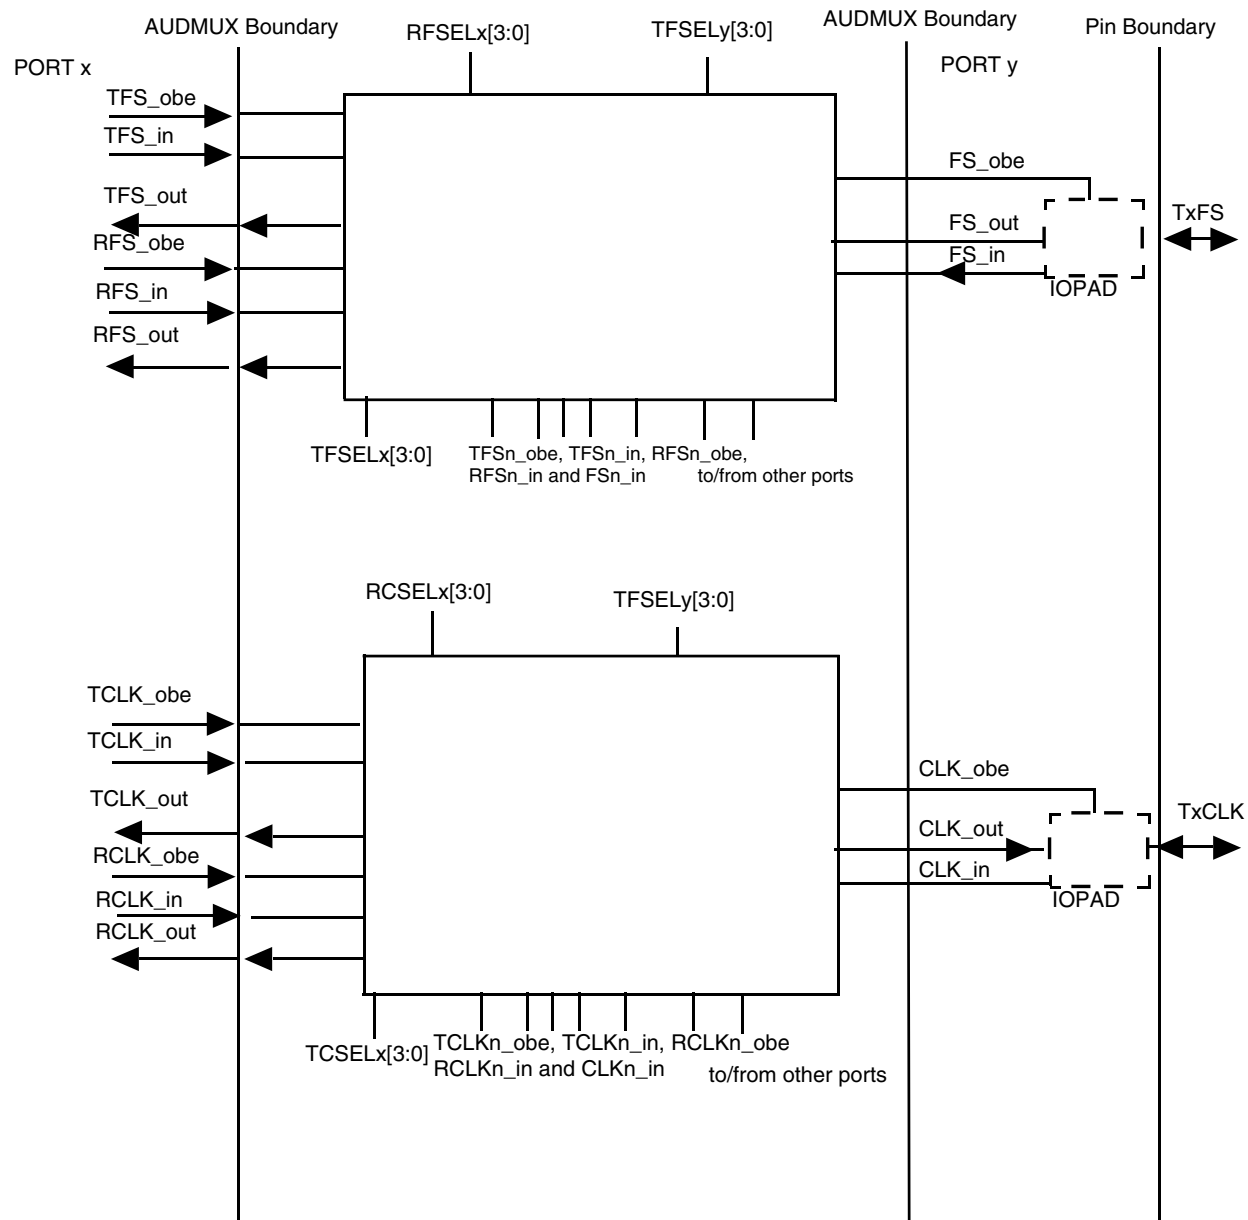 AUDMUX Boundary
RFSELx[3:0]
TFSELy[3:0]
AUDMUX Boundary
Pin Boundary
PORT x
PORT y
TFS_obe
TFS_in
TFS_out
RFS_obe
RFS_in
RFS_out
FS_obe
FS_out
FS_in
IOPAD
TxFS
TFSELx[3:0]
TFSn_obe, TFSn_in, RFSn_obe,
RFSn_in and FSn_in
to/from other ports
RCSELx[3:0]
TFSELy[3:0]
TCLK_obe
TCLK_in
TCLK_out
RCLK_obe
RCLK_in
RCLK_out
CLK_obe
CLK_out
CLK_in
IOPAD
TxCLK
TCSELx[3:0]
TCLKn_obe, TCLKn_in, RCLKn_obe
RCLKn_in and CLKn_in
to/from other ports